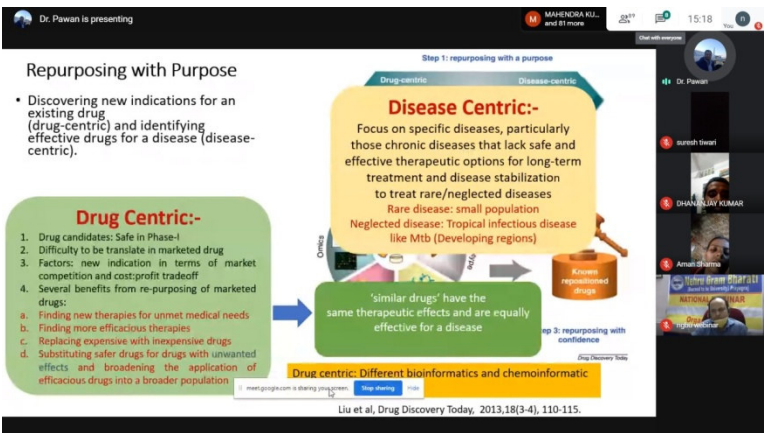 Dr. Pawan is presenting
MAHENDRA KU...
and 81 more
15:18
You
Chat with everyone
Repurposing with Purpose
• Discovering new indications for an
existing drug
(drug-centric) and identifying
effective drugs for a disease (disease-
centric).
Drug Centric:-
1. Drug candidates: Safe in Phase-I
2. Difficulty to be translate in marketed drug
3. Factors: new indication in terms of market
competition and cost:profit tradeoff
4. Several benefits from re-purposing of marketed
drugs:
a. Finding new therapies for unmet medical needs
b. Finding more efficacious therapies
c. Replacing expensive with inexpensive drugs
d. Substituting safer drugs for drugs with unwanted
effects and broadening the application of
efficacious drugs into a broader population
Step 1: repurposing with a purpose
Drug-centric
Disease-centric
Disease Centric:-
Focus on specific diseases, particularly
those chronic diseases that lack safe and
effective therapeutic options for long-term
treatment and disease stabilization
to treat rare/neglected diseases
Rare disease: small population
Neglected disease: Tropical infectious disease
like Mtb (Developing regions)
Omics
Known
repositioned
drugs
'similar drugs' have the
same therapeutic effects and are equally
effective for a disease
ep 3: repurposing with
confidence
Drug Discovery Today
Drug centric: Different bioinformatics and chemoinformatic
meet.google.com is sharing your screen.
Stop sharing
Hide
Liu et al, Drug Discovery Today, 2013,18(3-4), 110-115.
Dr. Pawan
suresh tiwari
DHANANJAY KUMAR
Aman Sharma
Nehru Gram Bharati
NATIONAL
ngbu webinar